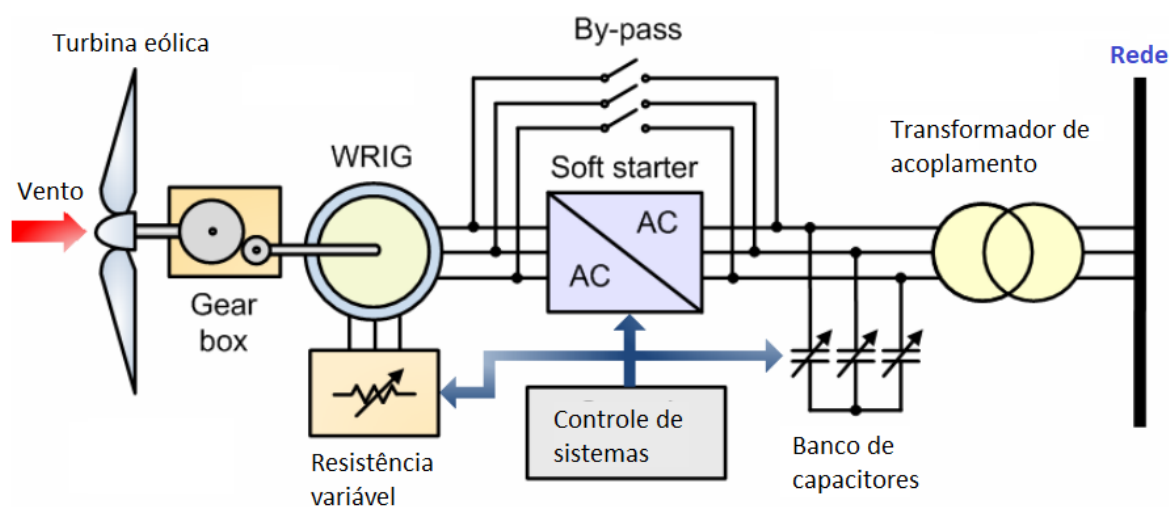 By-pass
Turbina eólica
Rede
Transformador de
acoplamento
WRIG
Soft starter
Vento
AC
AC
Gear
box
Controle de
sistemas
Resistência
variável
Banco de
capacitores